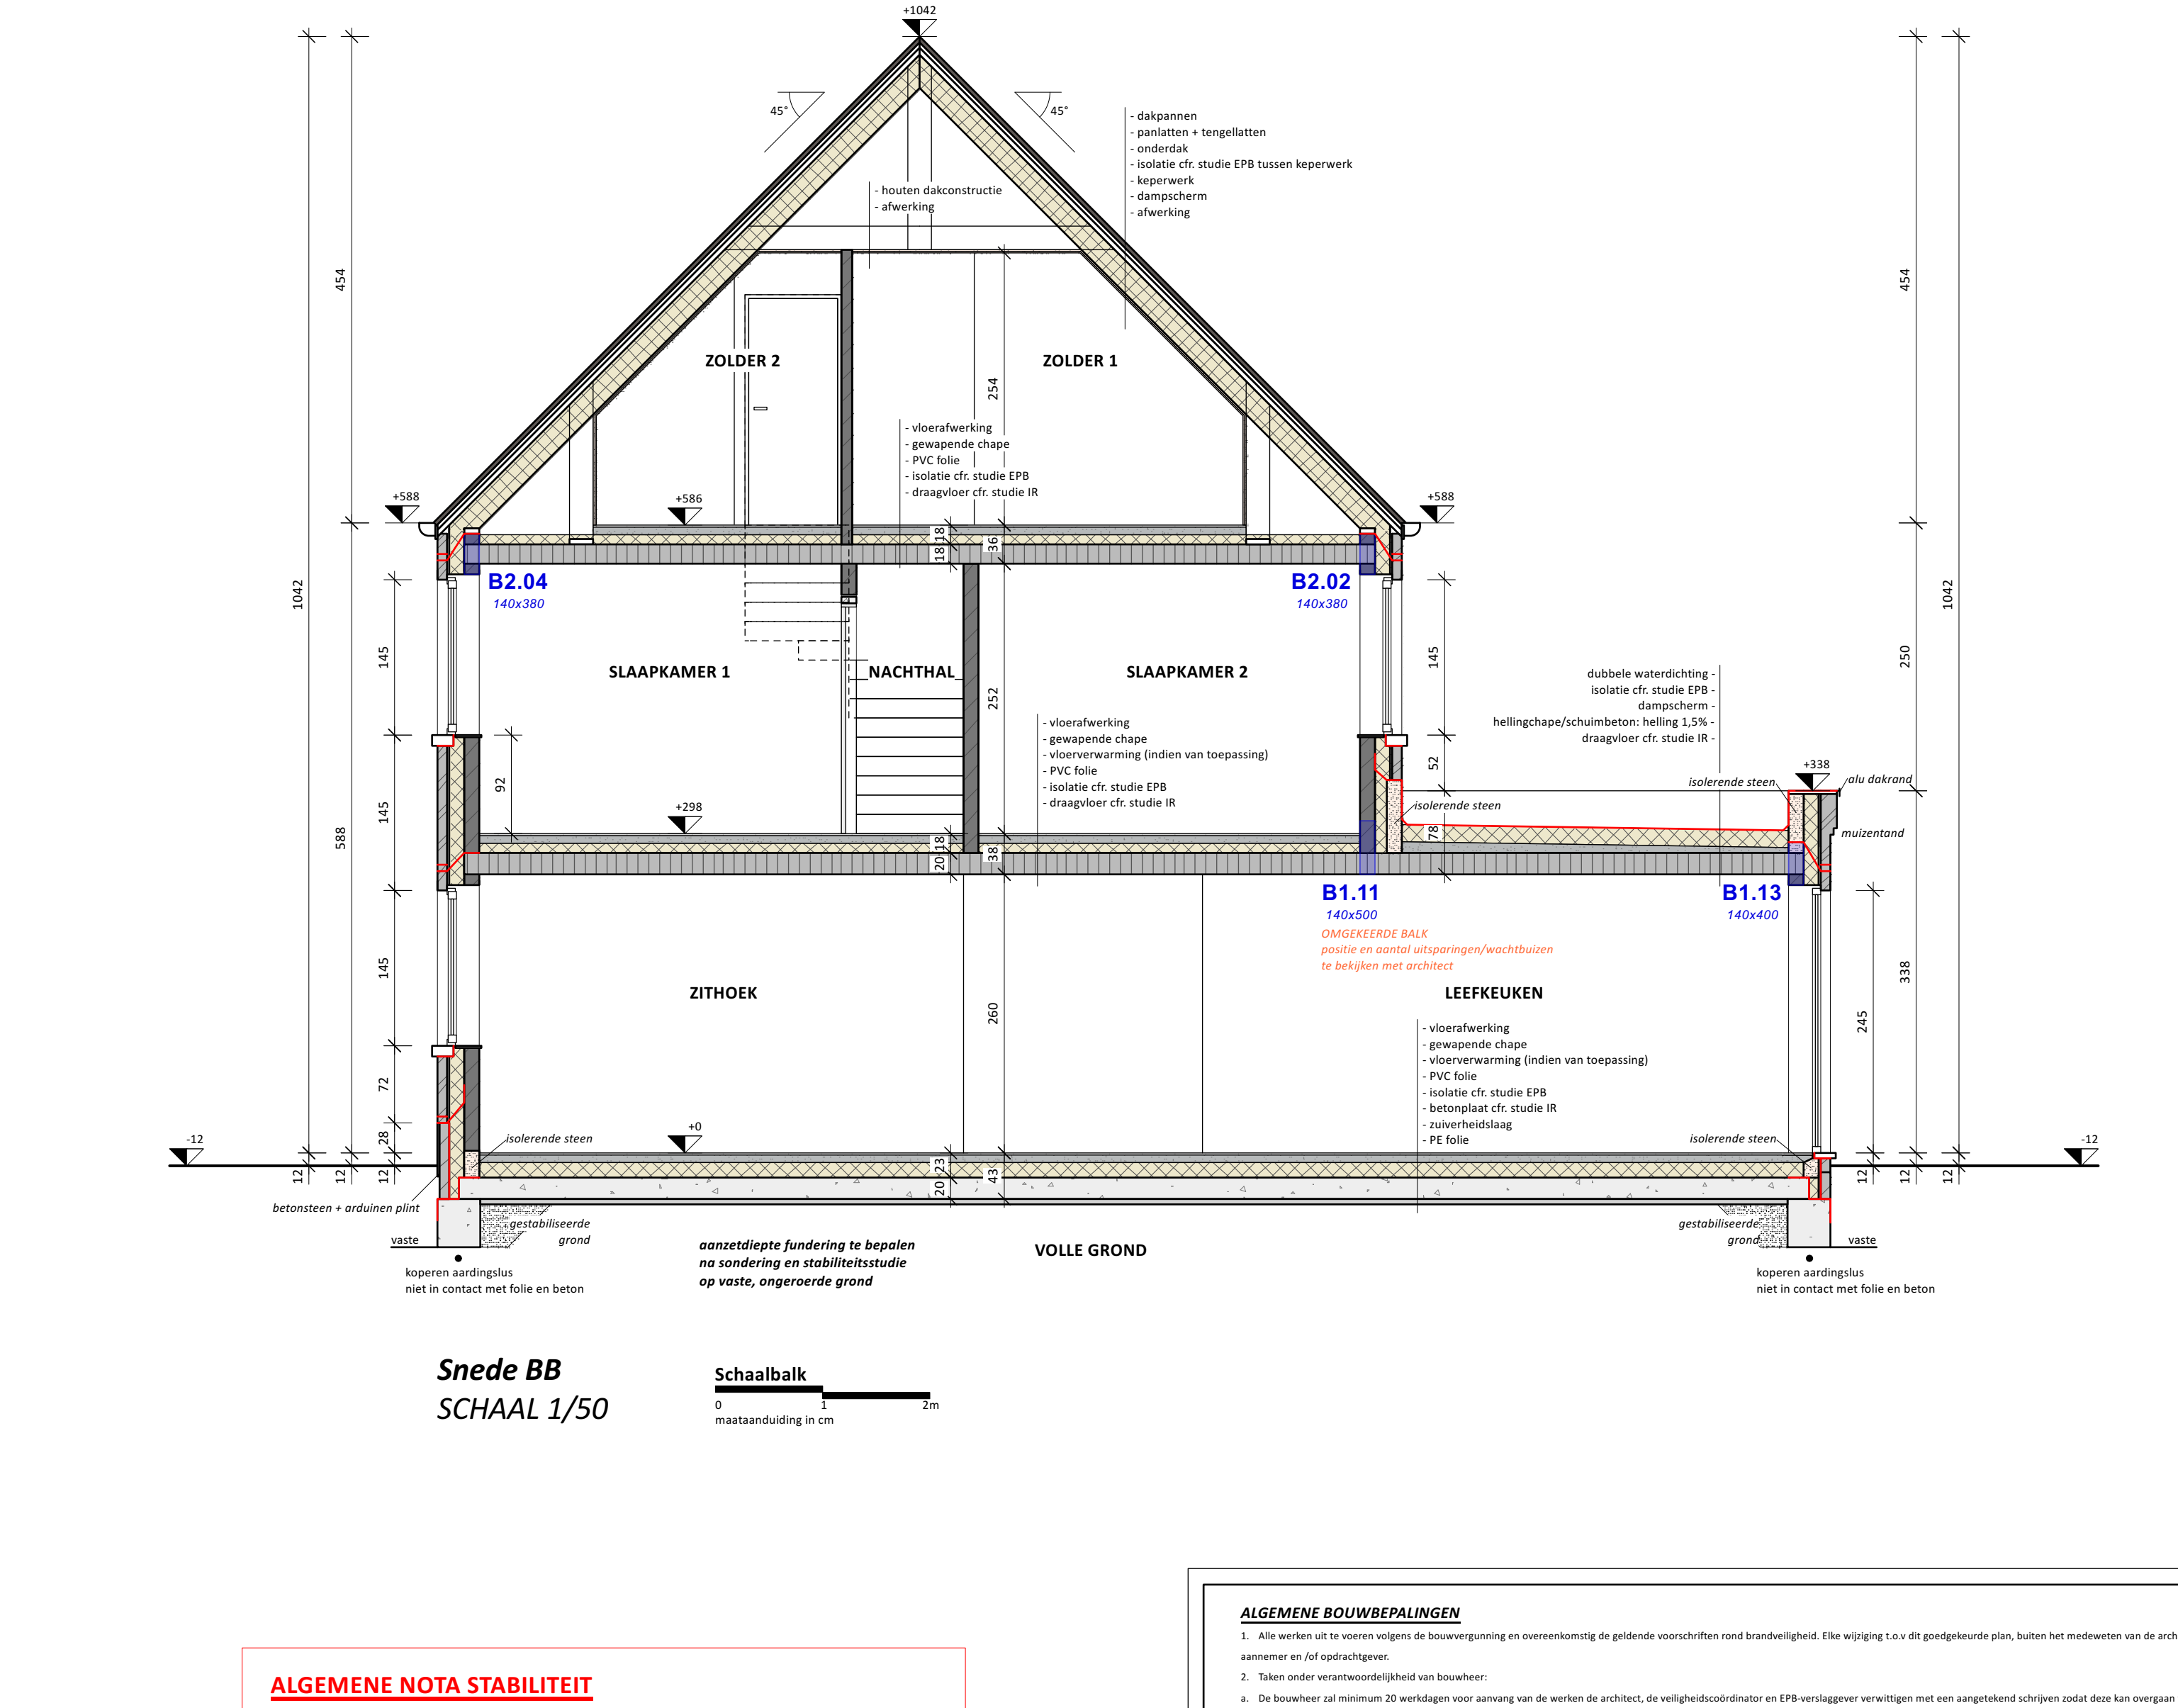 +1042
45°
45°
- dakpannen
- panlatten + tengellatten
- onderdak
- isolatie cfr. studie EPB tussen keperwerk
- keperwerk
- dampscherm
- afwerking
- houten dakconstructie
- afwerking
454
454
ZOLDER 2
ZOLDER 1
254
- vloerafwerking
- gewapende chape
- PVC folie
- isolatie cfr. studie EPB
- draagvloer cfr. studie IR
+588
+586
+588
18
18
36
B2.04
140x380
B2.02
140x380
1042
1042
145
145
250
SLAAPKAMER 1
NACHTHAL
SLAAPKAMER 2
252
- vloerafwerking
- gewapende chape
- vloerverwarming (indien van toepassing)
- PVC folie
- isolatie cfr. studie EPB
- draagvloer cfr. studie IR
dubbele waterdichting -
isolatie cfr. studie EPB -
dampscherm -
hellingchape/schuimbeton: helling 1,5% -
draagvloer cfr. studie IR -
92
52
+338
isolerende steen
alu dakrand
isolerende steen
muizentand
145
588
+298
78
18
20
38
B1.11
140x500
B1.13
140x400
OMGEKEERDE BALK
positie en aantal uitsparingen/wachtbuizen
te bekijken met architect
145
338
ZITHOEK
LEEFKEUKEN
260
245
- vloerafwerking
- gewapende chape
- vloerverwarming (indien van toepassing)
- PVC folie
- isolatie cfr. studie EPB
- betonplaat cfr. studie IR
- zuiverheidslaag
- PE folie
72
28
-12
+0
-12
isolerende steen
isolerende steen
12
12
12
23
20
43
12
12
12
betonsteen + arduinen plint
gestabiliseerde
grond
gestabiliseerde
grond
vaste
vaste
aanzetdiepte fundering te bepalen
na sondering en stabiliteitsstudie
op vaste, ongeroerde grond
VOLLE GROND
koperen aardingslus
niet in contact met folie en beton
koperen aardingslus
niet in contact met folie en beton
Snede BB
SCHAAL 1/50
Schaalbalk
0 1 2m
maataanduiding in cm
ALGEMENE BOUWBEPALINGEN
1. Alle werken uit te voeren volgens de bouwvergunning en overeenkomstig de geldende voorschriften rond brandveiligheid. Elke wijziging t.o.v dit goedgekeurde plan, buiten het medeweten van de arch
aannemer en /of opdrachtgever.
2. Taken onder verantwoordelijkheid van bouwheer:
a. De bouwheer zal minimum 20 werkdagen voor aanvang van de werken de architect, de veiligheidscoördinator en EPB-verslaggever verwittigen met een aangetekend schrijven zodat deze kan overgaan
ALGEMENE NOTA STABILITEIT